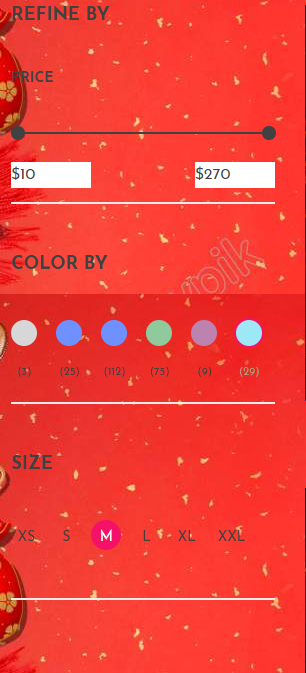 REFINE BY
PRICE
$10 $270
COLOR BY
(3) (25) (112) (75) (9) (29)
SIZE
XS S M L XL XXL